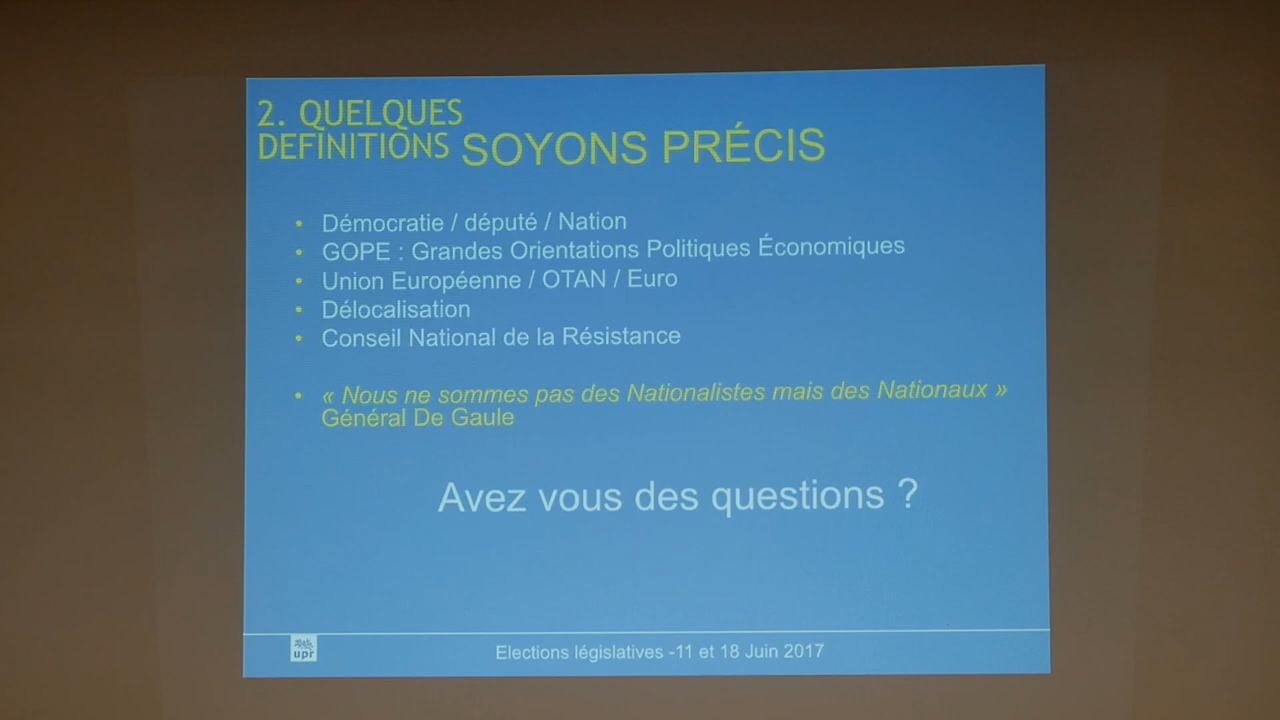 2. QUELQUES
DEFINITIONS SOYONS PRÉCIS
• Démocratie / député / Nation
• GOPE : Grandes Orientations Politiques Économiques
• Union Européenne / OTAN / Euro
• Délocalisation
• Conseil National de la Résistance
• « Nous ne sommes pas des Nationalistes mais des Nationaux »
Général De Gaule
Avez vous des questions ?
upr
Elections législatives -11 et 18 Juin 2017